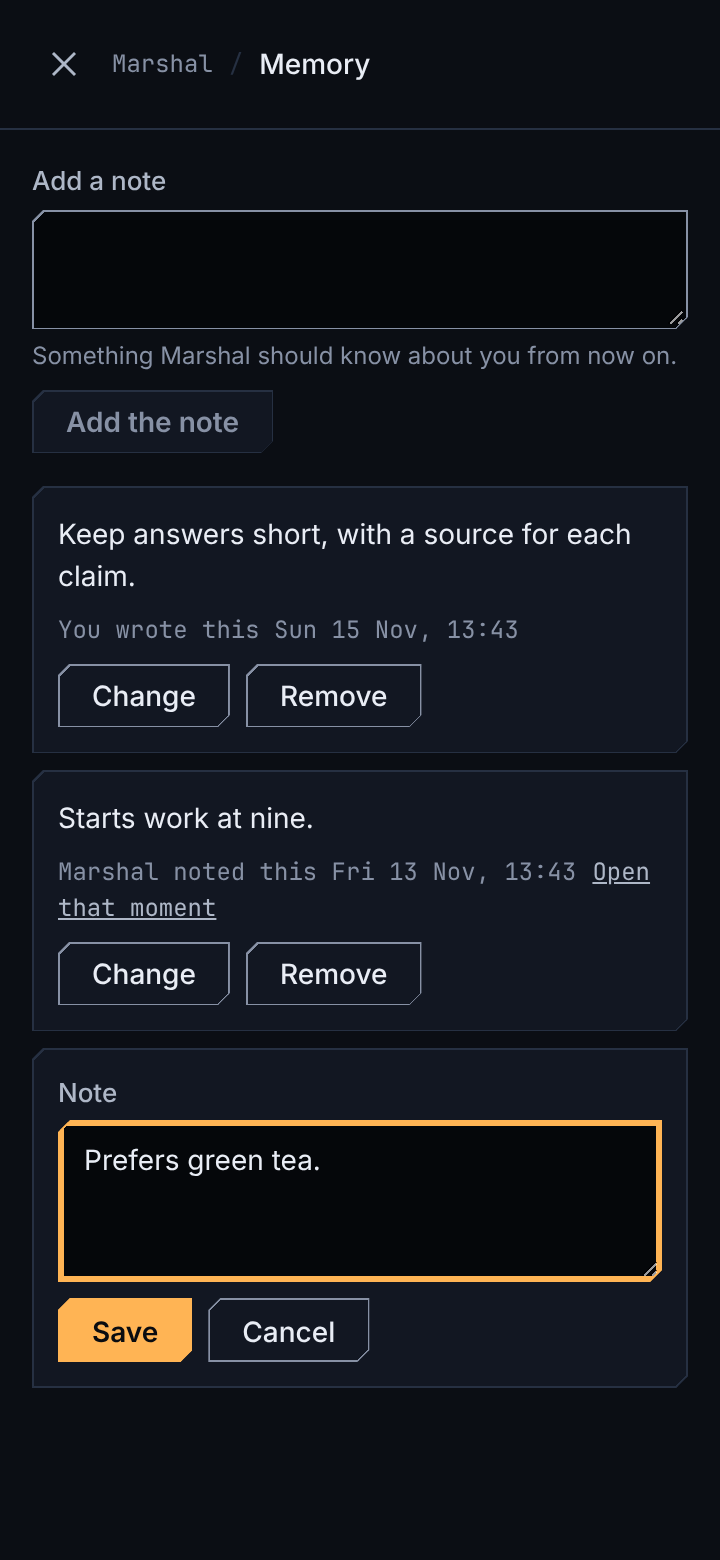 Marshal / Memory
Add a note
Something Marshal should know about you from now on.
Add the note
Keep answers short, with a source for each
claim.
You wrote this Sun 15 Nov, 13:43
Change Remove
Starts work at nine.
Marshal noted this Fri 13 Nov, 13:43 Open
that moment
Change Remove
Note
Prefers green tea.
Save Cancel